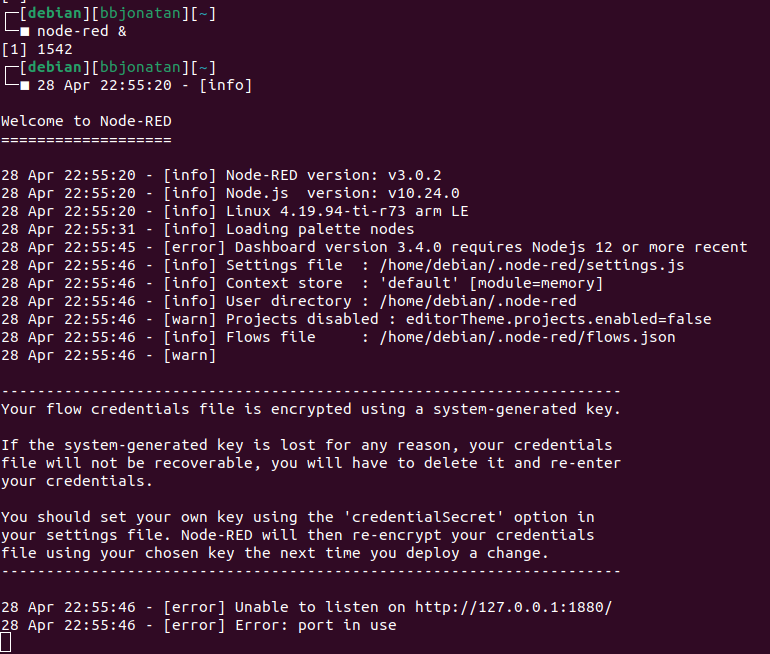 [debian][bbjonatan][~]
node-red &
[1] 1542
[debian][bbjonatan][~]
28 Apr 22:55:20 - [info]
Welcome to Node-RED
===================
28 Apr 22:55:20 - [info] Node-RED version: v3.0.2
28 Apr 22:55:20 - [info] Node.js  version: v10.24.0
28 Apr 22:55:20 - [info] Linux 4.19.94-ti-r73 arm LE
28 Apr 22:55:31 - [info] Loading palette nodes
28 Apr 22:55:45 - [error] Dashboard version 3.4.0 requires Nodejs 12 or more recent
28 Apr 22:55:46 - [info] Settings file  : /home/debian/.node-red/settings.js
28 Apr 22:55:46 - [info] Context store  : 'default' [module=memory]
28 Apr 22:55:46 - [info] User directory : /home/debian/.node-red
28 Apr 22:55:46 - [warn] Projects disabled : editorTheme.projects.enabled=false
28 Apr 22:55:46 - [info] Flows file     : /home/debian/.node-red/flows.json
28 Apr 22:55:46 - [warn]
---------------------------------------------------------------------
Your flow credentials file is encrypted using a system-generated key.
If the system-generated key is lost for any reason, your credentials
file will not be recoverable, you will have to delete it and re-enter
your credentials.
You should set your own key using the 'credentialSecret' option in
your settings file. Node-RED will then re-encrypt your credentials
file using your chosen key the next time you deploy a change.
---------------------------------------------------------------------
28 Apr 22:55:46 - [error] Unable to listen on http://127.0.0.1:1880/
28 Apr 22:55:46 - [error] Error: port in use